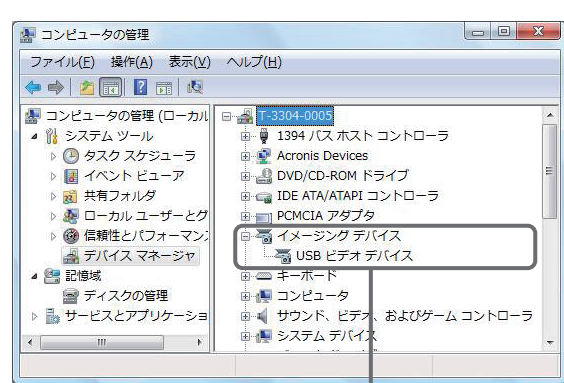 コンピュータの管理
ファイル(F) 操作(A) 表示(V) ヘルプ(H)
コンピュータの管理 (ローカル
システム ツール
タスク スケジューラ
イベント ビューア
共有フォルダ
ローカル ユーザーとグ
信頼性とパフォーマン
デバイス マネージャ
記憶域
ディスクの管理
サービスとアプリケーショ
T-3304-0005
1394 バス ホスト コントローラ
Acronis Devices
DVD/CD-ROM ドライブ
IDE ATA/ATAPI コントローラ
PCMCIA アダプタ
イメージング デバイス
USB ビデオ デバイス
キーボード
コンピュータ
サウンド、ビデオ、およびゲーム コントローラ
システム デバイス